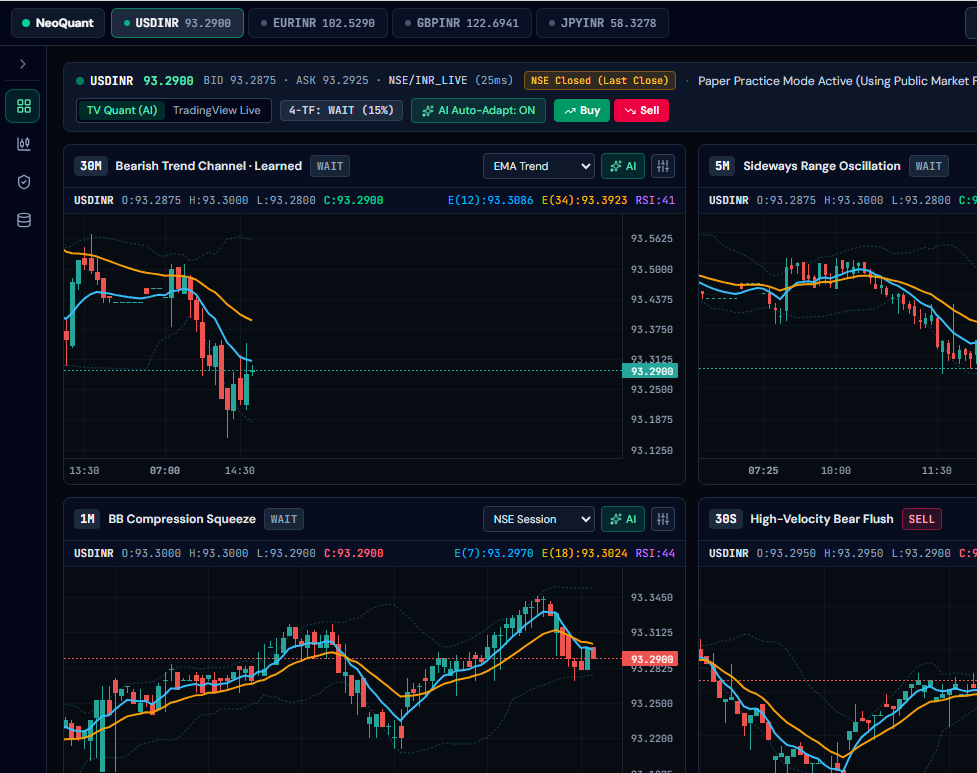 NeoQuant USDINR 93.2900 EURINR 102.5290 GBPINR 122.6941 JPYINR 58.3278
USDINR 93.2900 BID 93.2875 · ASK 93.2925 · NSE/INR_LIVE (25ms) NSE Closed (Last Close) · Paper Practice Mode Active (Using Public Market F
TV Quant (AI) TradingView Live 4-TF: WAIT (15%) AI Auto-Adapt: ON Buy Sell
30M Bearish Trend Channel · Learned WAIT EMA Trend AI
USDINR O:93.2875 H:93.3000 L:93.2800 C:93.2900 E(12):93.3086 E(34):93.3923 RSI:41
93.5625
93.5000
93.4375
93.3750
93.3125
93.2900
93.2500
93.1875
93.1250
13:30 07:00 14:30
5M Sideways Range Oscillation WAIT
USDINR O:93.2875 H:93.3000 L:93.2800 C:9
07:25 10:00 11:30
1M BB Compression Squeeze WAIT NSE Session AI
USDINR O:93.3000 H:93.3000 L:93.2900 C:93.2900 E(7):93.2970 E(18):93.3024 RSI:44
93.3450
93.3125
93.2900
93.2825
93.2500
93.2200
30S High-Velocity Bear Flush SELL
USDINR O:93.2950 H:93.2950 L:93.2900 C:9